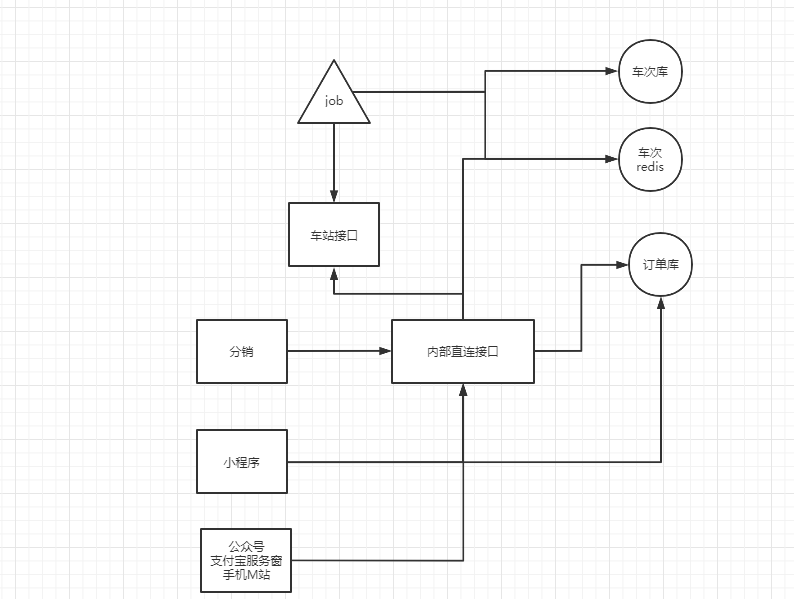 job
车次库
车次
redis
车站接口
订单库
分销
内部直连接口
小程序
公众号
支付宝服务窗
手机M站